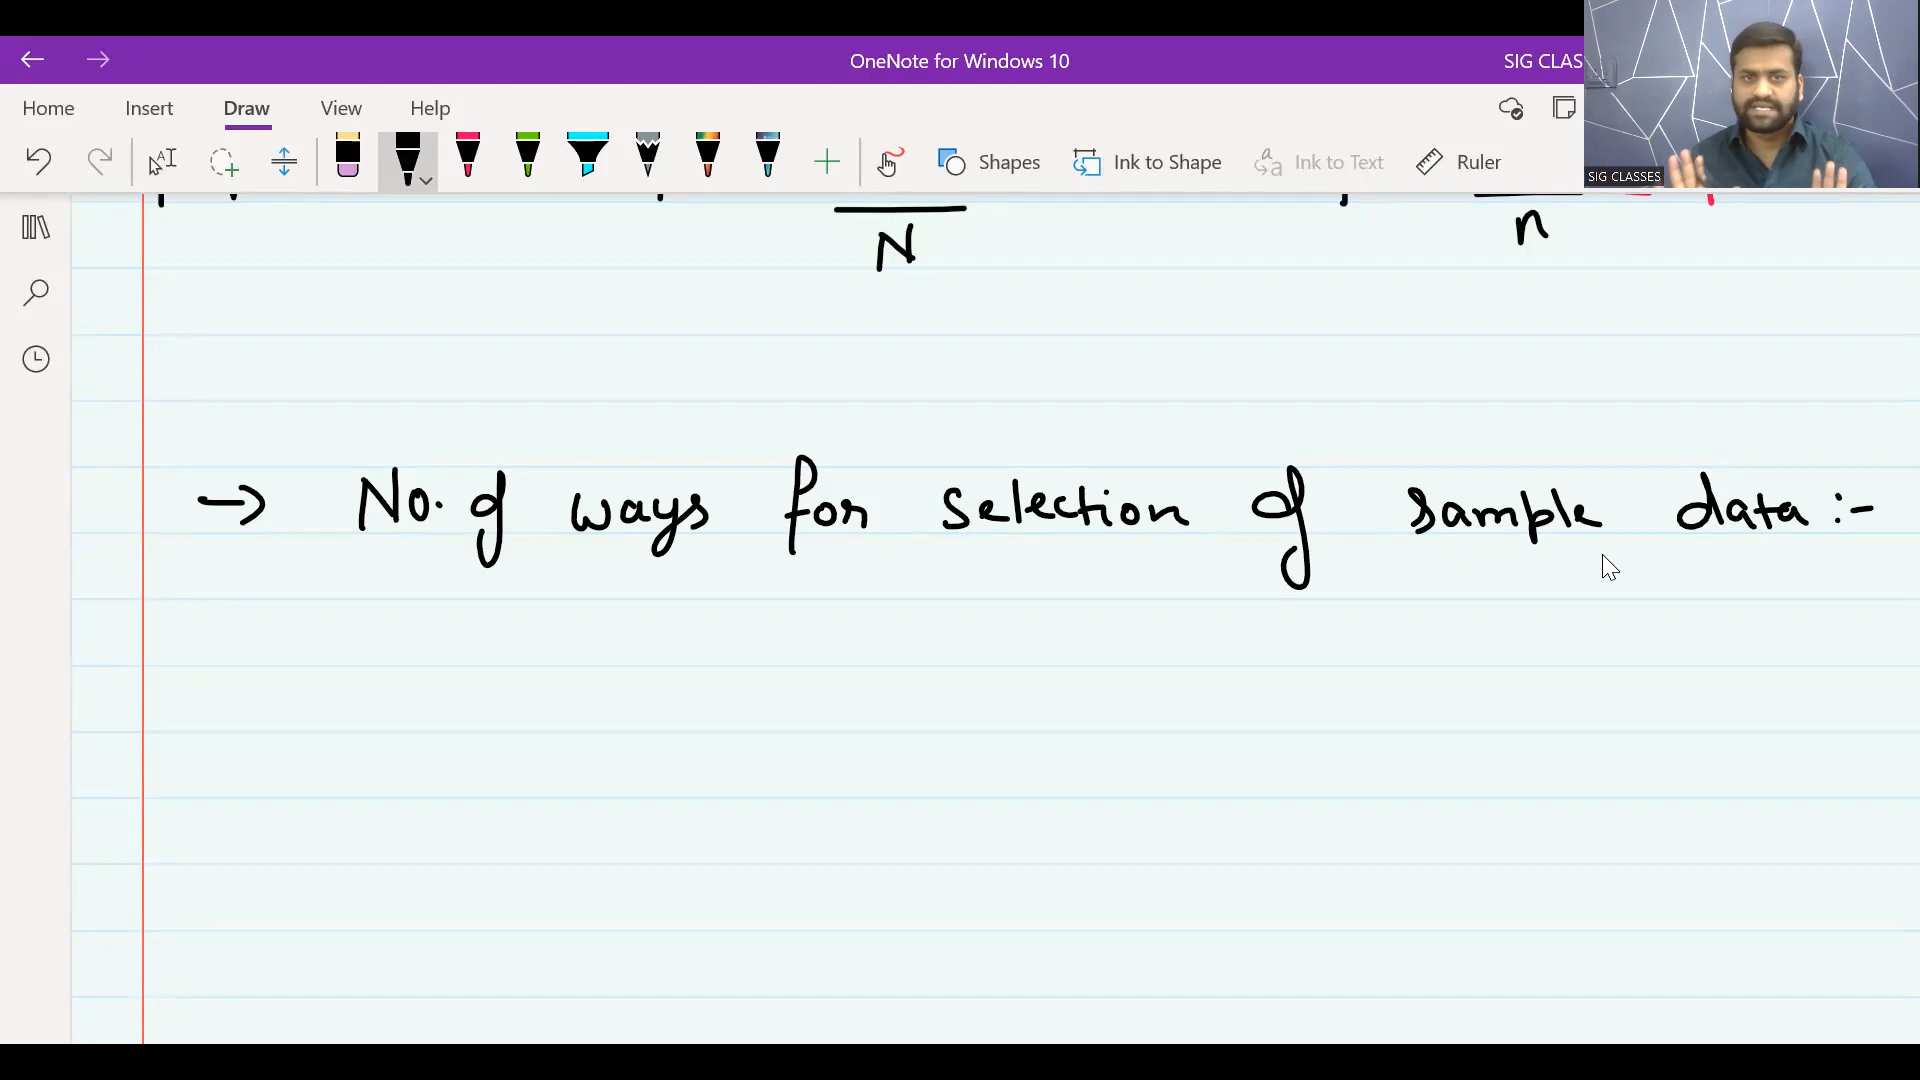 OneNote for Windows 10
SIG CLAS
Home Insert Draw View Help
Shapes Ink to Shape Ink to Text Ruler
SIG CLASSES
N n
→ No. of ways for selection of sample data :-